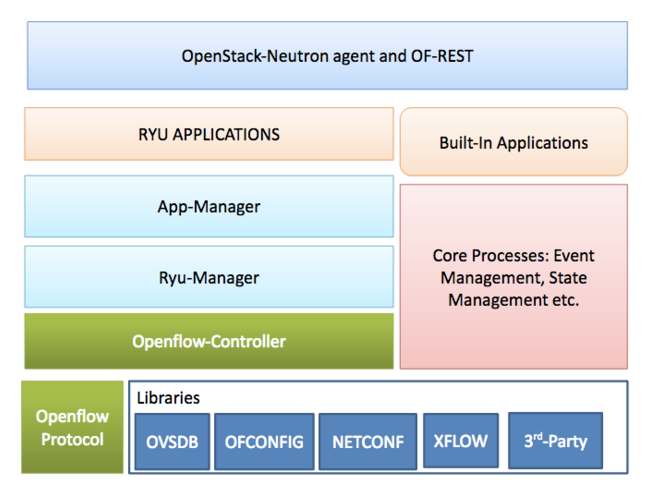 OpenStack-Neutron agent and OF-REST
RYU APPLICATIONS
Built-In Applications
App-Manager
Ryu-Manager
Core Processes: Event
Management, State
Management etc.
Openflow-Controller
Openflow
Protocol
Libraries
OVSDB
OFCONFIG
NETCONF
XFLOW
3rd-Party